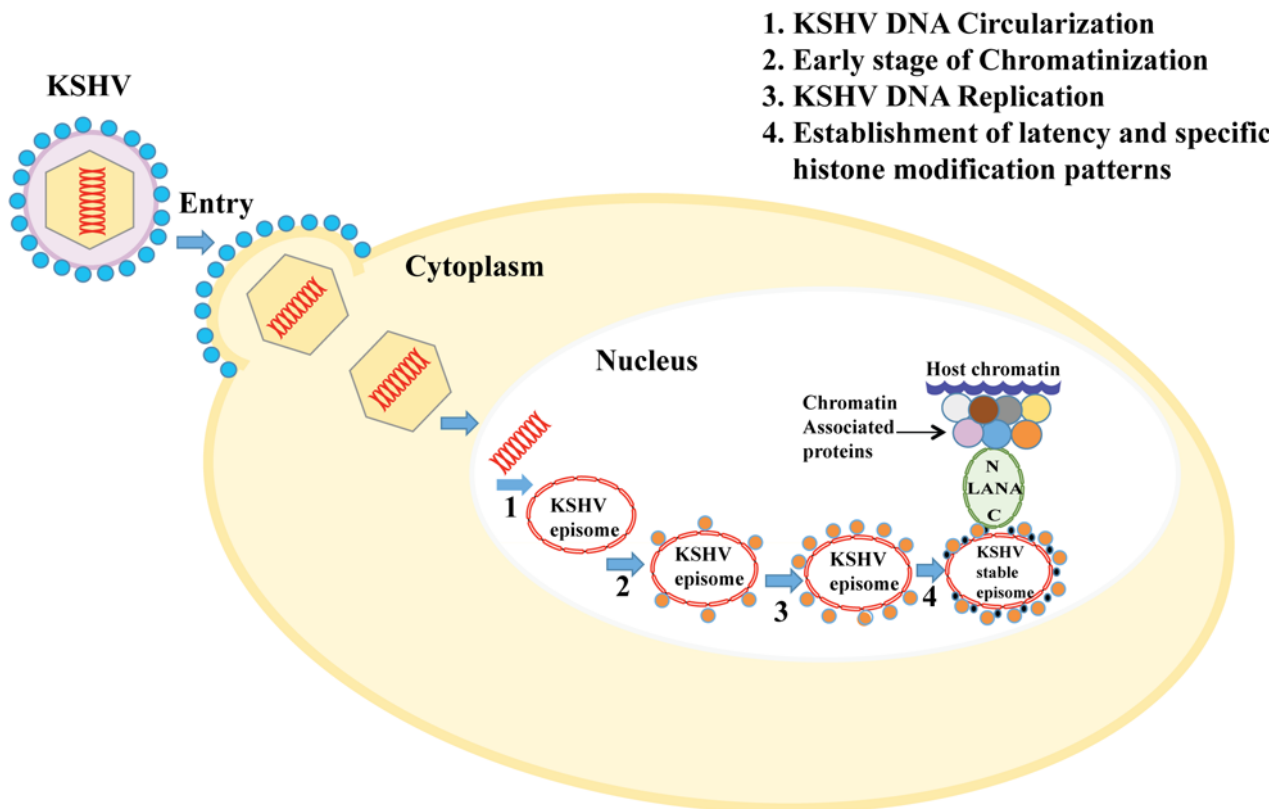 1. KSHV DNA Circularization
2. Early stage of Chromatinization
3. KSHV DNA Replication
4. Establishment of latency and specific
histone modification patterns
KSHV
Entry
Cytoplasm
Nucleus
Host chromatin
Chromatin
Associated
proteins
N
LANA
C
1
KSHV
episome
2
KSHV
episome
3
KSHV
episome
4
KSHV
stable
episome